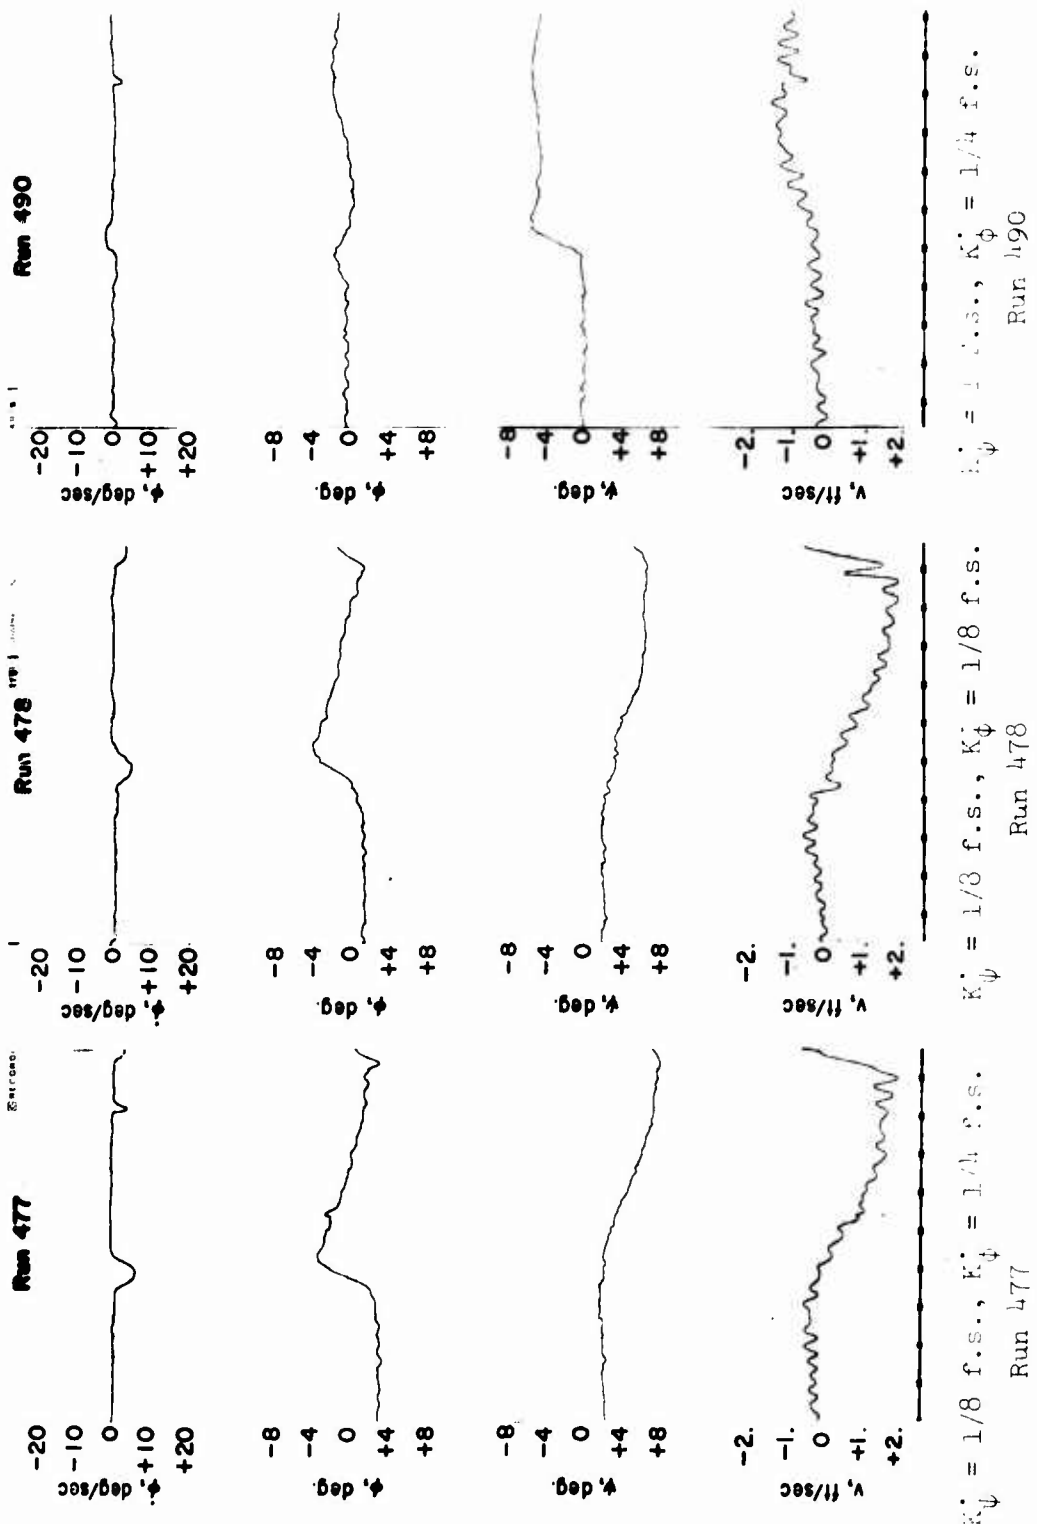 Run 477
-20
-10
0
+10
+20
φ̇, deg/sec
-8
-4
0
+4
+8
φ, deg.
-8
-4
0
+4
+8
ψ, deg.
-2.
-1.
0
+1.
+2.
v, ft/sec
K_ψ̇ = 1/8 f.s., K_φ̇ = 1/4 f.s.
Run 477
Run 478
-20
-10
0
+10
+20
φ̇, deg/sec
-8
-4
0
+4
+8
φ, deg.
-8
-4
0
+4
+8
ψ, deg.
-2.
-1.
0
+1.
+2.
v, ft/sec
K_ψ̇ = 1/8 f.s., K_φ̇ = 1/8 f.s.
Run 478
Run 490
-20
-10
0
+10
+20
φ, deg/sec
-8
-4
0
+4
+8
φ, deg.
-8
-4
0
+4
+8
ψ, deg.
-2.
-1.
0
+1.
+2.
v, ft/sec
f.s., K_φ̇ = 1/4 f.s.
Run 490